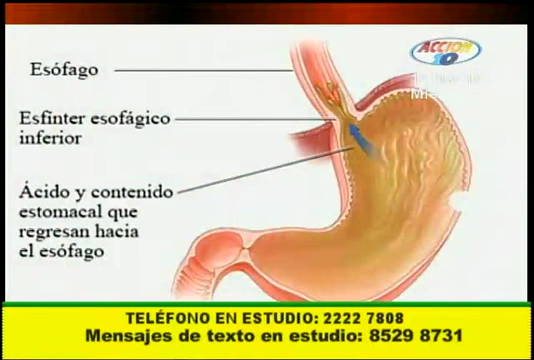 ACCION
10
Esófago
Esfínter esofágico
inferior
Ácido y contenido
estomacal que
regresan hacia
el esófago
TELÉFONO EN ESTUDIO: 2222 7808
Mensajes de texto en estudio: 8529 8731